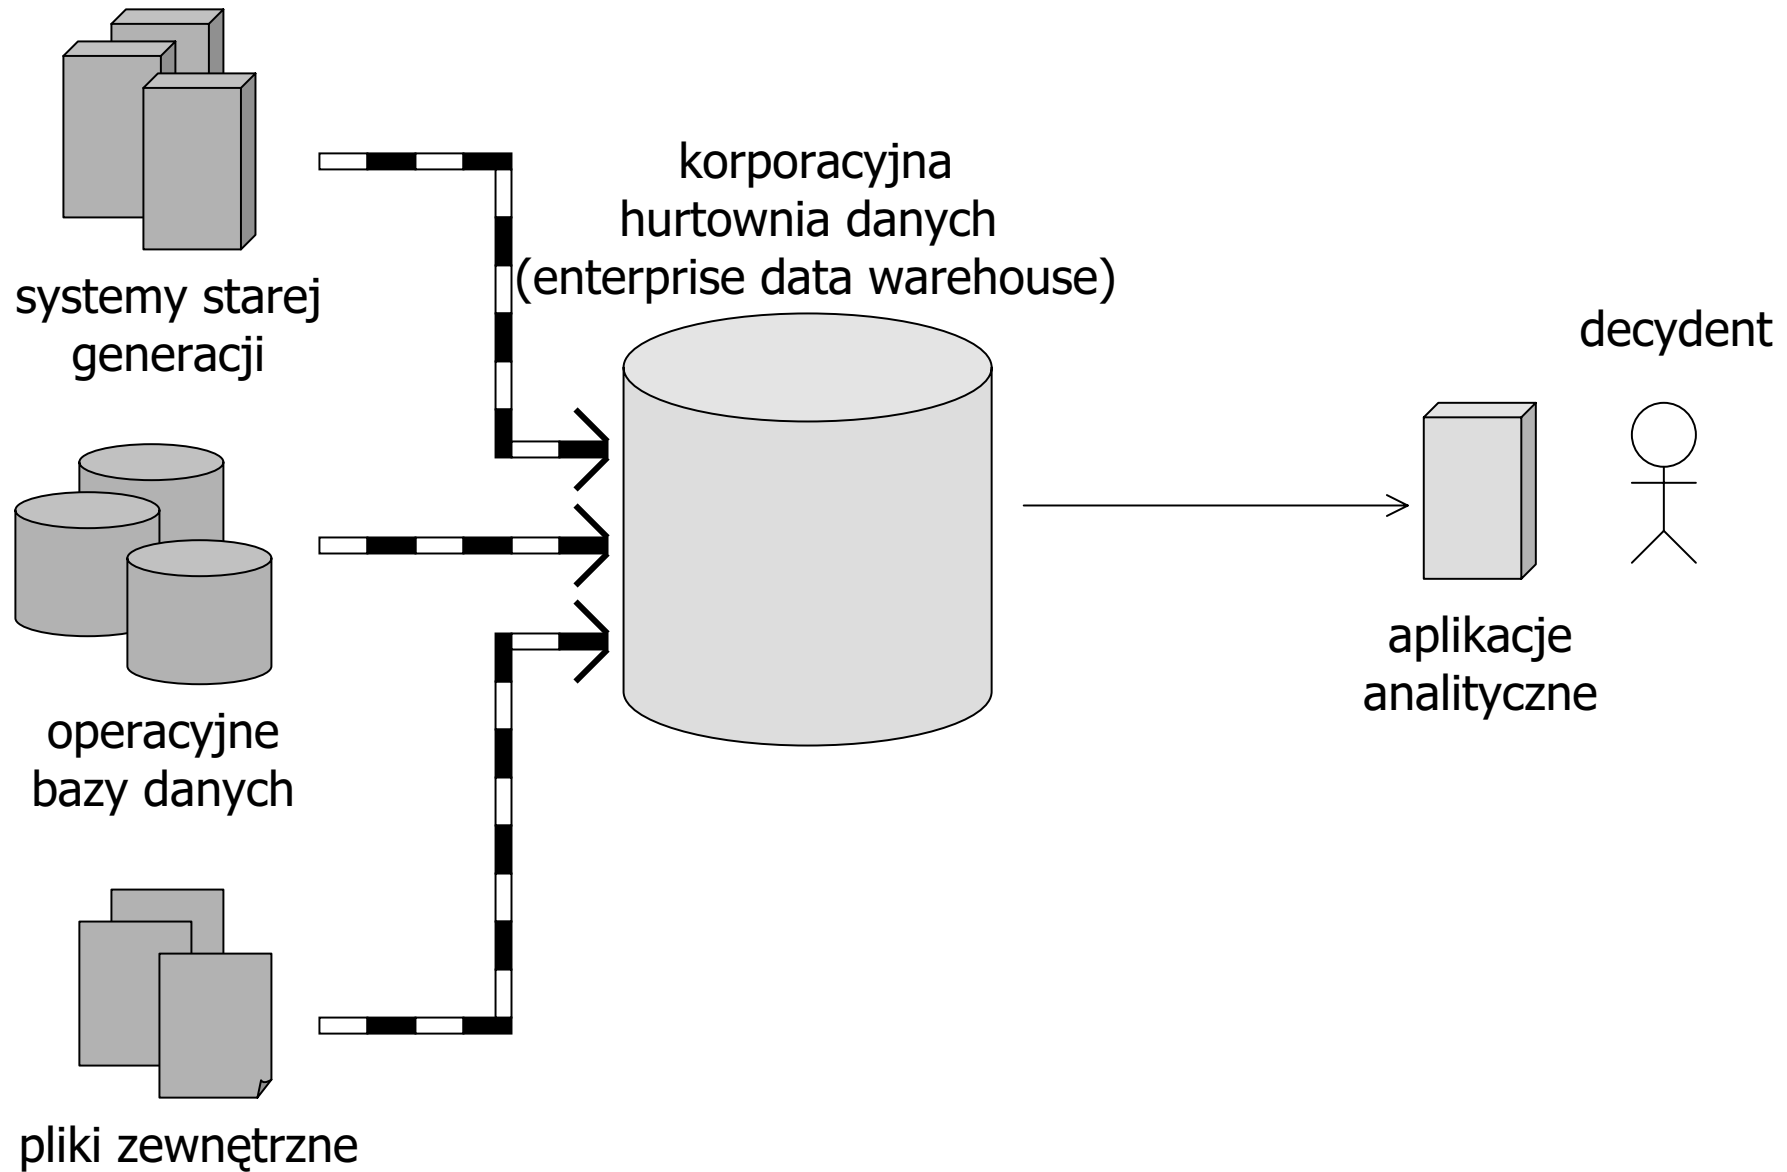 systemy starej
generacji
operacyjne
bazy danych
pliki zewnętrzne
korporacyjna
hurtownia danych
(enterprise data warehouse)
decydent
aplikacje
analityczne